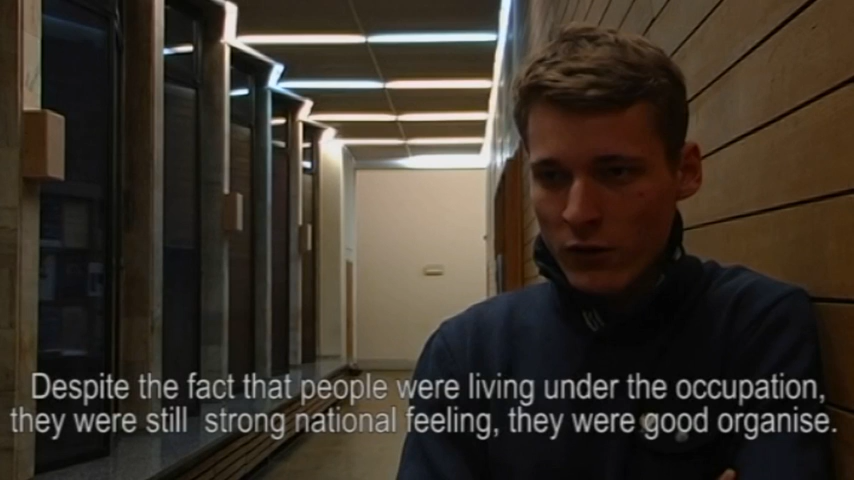 Despite the fact that people were living under the occupation,
they were still strong national feeling, they were good organise.